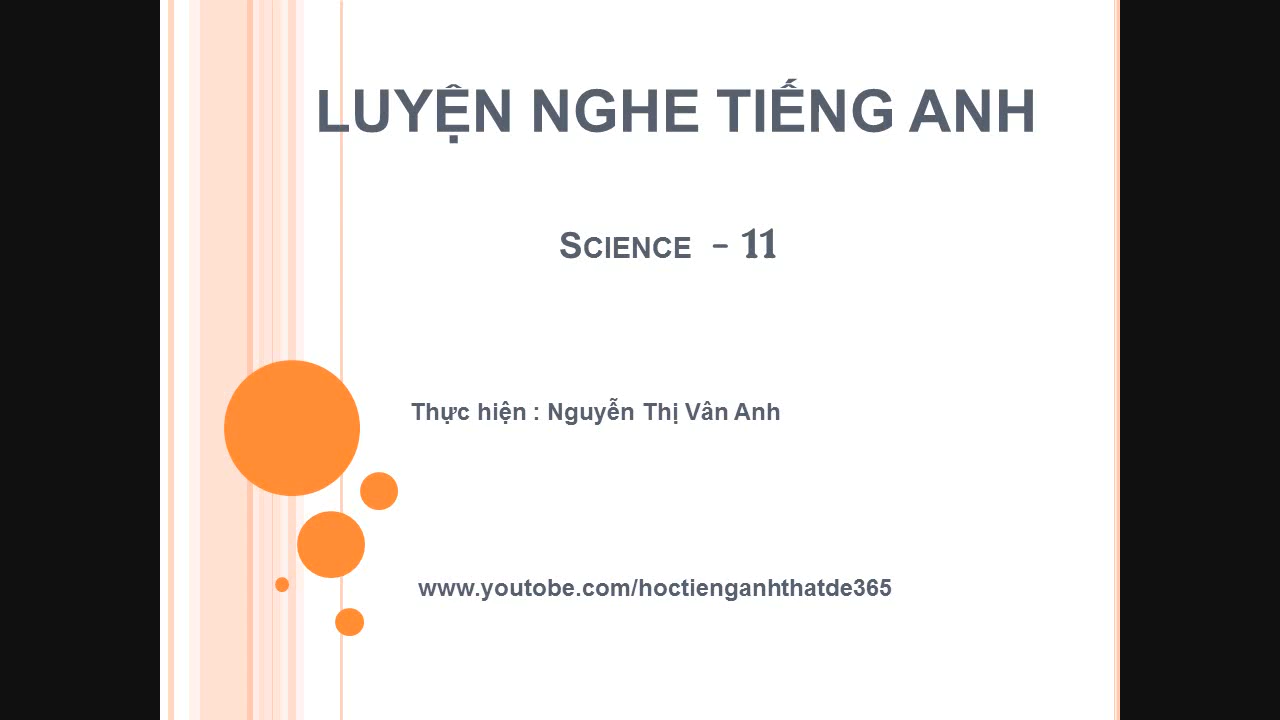 LUYỆN NGHE TIẾNG ANH
SCIENCE – 11
Thực hiện : Nguyễn Thị Vân Anh
www.youtobe.com/hoctienganhthatde365